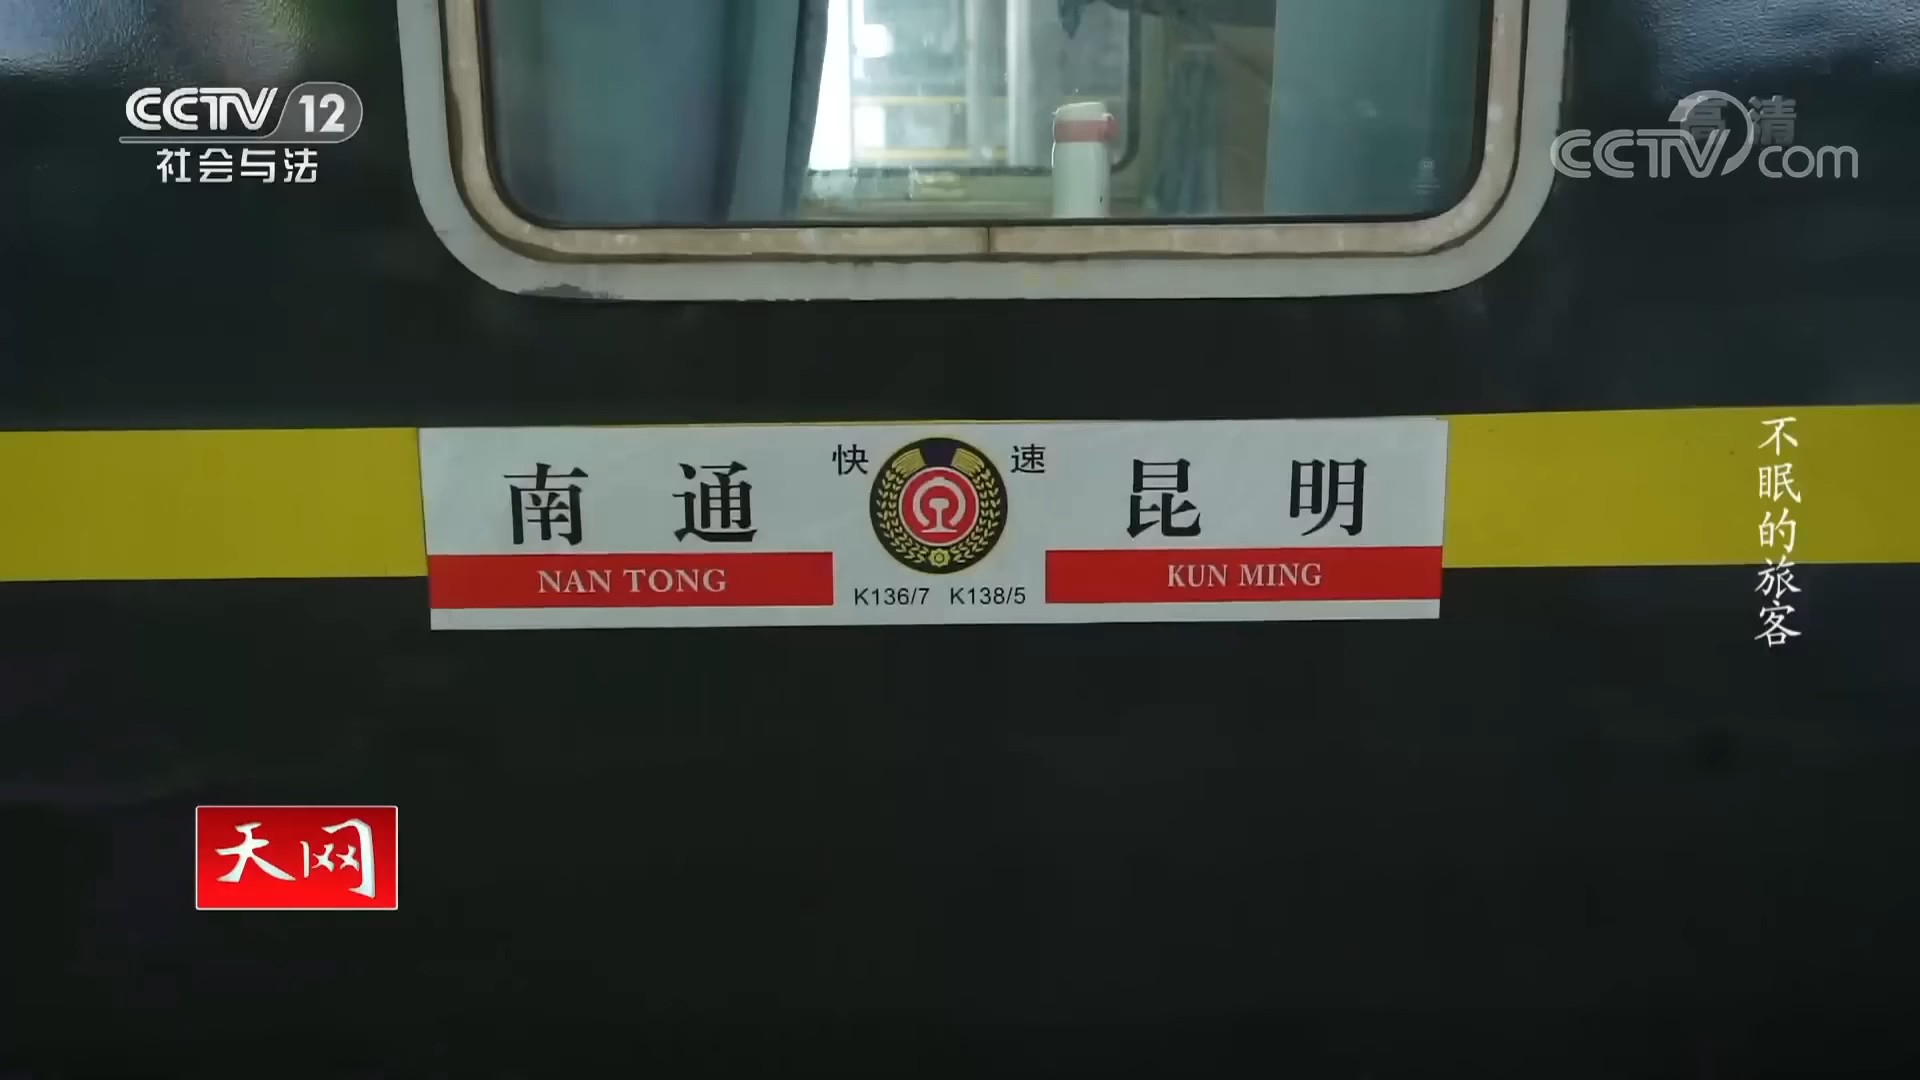 CCTV 12
社会与法
高清
CCTV.com
南通 快速 昆明
NAN TONG K136/7 K138/5 KUN MING
不眠的旅客
天网